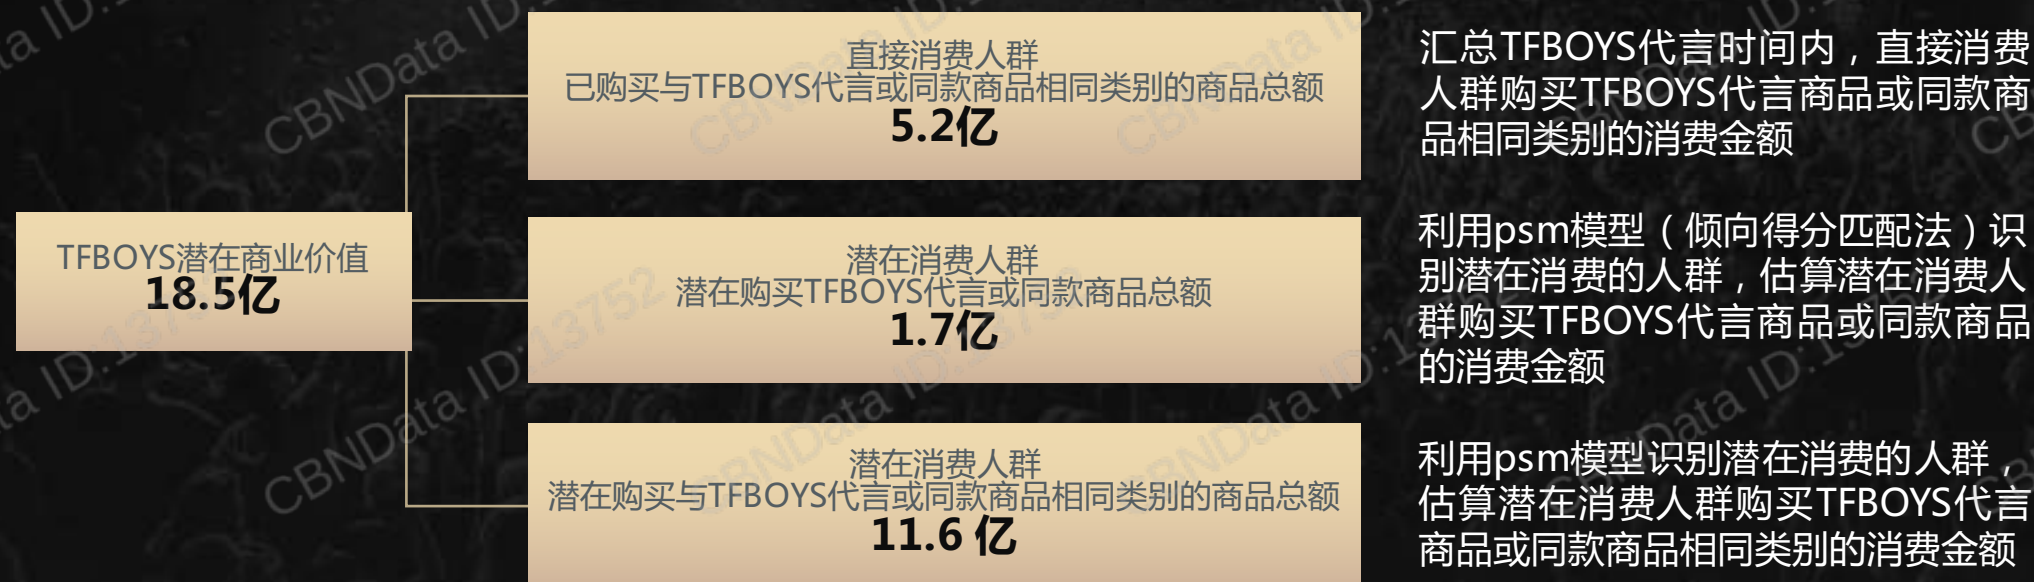 TFBOYS潜在商业价值
18.5亿
直接消费人群
已购买与TFBOYS代言或同款商品相同类别的商品总额
5.2亿
汇总TFBOYS代言时间内，直接消费
人群购买TFBOYS代言商品或同款商
品相同类别的消费金额
潜在消费人群
潜在购买TFBOYS代言或同款商品总额
1.7亿
利用psm模型（倾向得分匹配法）识
别潜在消费的人群，估算潜在消费人
群购买TFBOYS代言商品或同款商品
的消费金额
潜在消费人群
潜在购买与TFBOYS代言或同款商品相同类别的商品总额
11.6 亿
利用psm模型识别潜在消费的人群，
估算潜在消费人群购买TFBOYS代言
商品或同款商品相同类别的消费金额
CBNData ID:13752